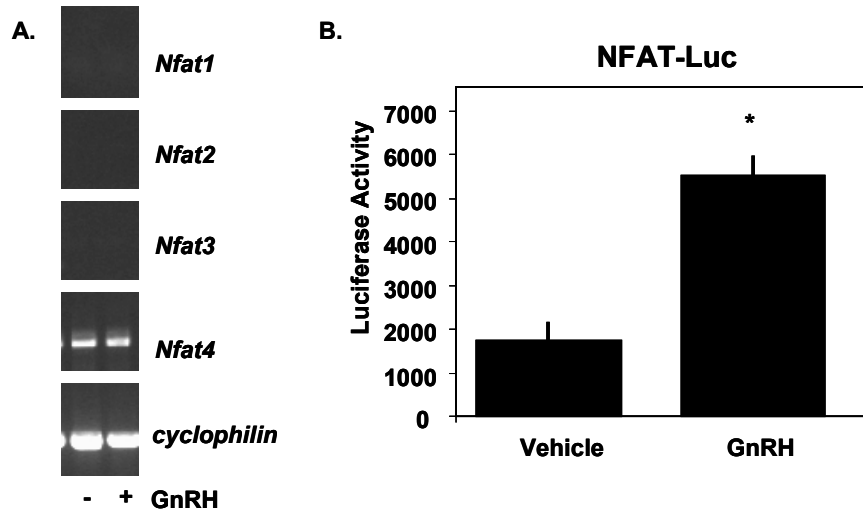 A.
Nfat1
Nfat2
Nfat3
Nfat4
cyclophilin
- + GnRH
B.
NFAT-Luc
Luciferase Activity
7000
6000
5000
4000
3000
2000
1000
0
*
Vehicle GnRH